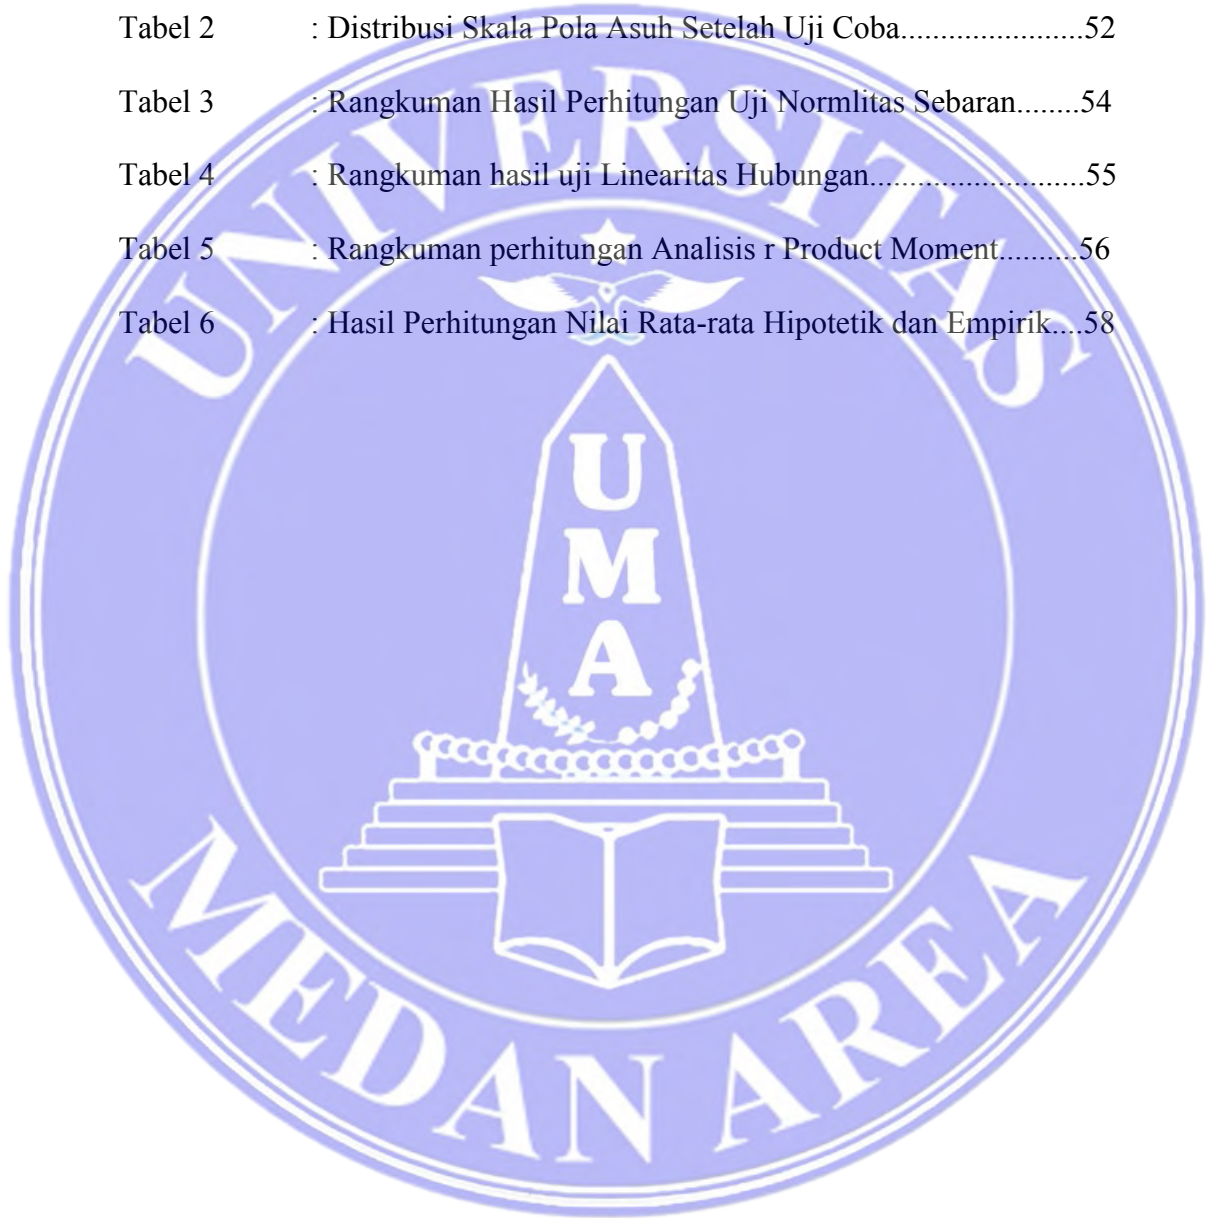 Tabel 2 : Distribusi Skala Pola Asuh Setelah Uji Coba.......................52
Tabel 3 : Rangkuman Hasil Perhitungan Uji Normlitas Sebaran........54
Tabel 4 : Rangkuman hasil uji Linearitas Hubungan...........................55
Tabel 5 : Rangkuman perhitungan Analisis r Product Moment..........56
Tabel 6 : Hasil Perhitungan Nilai Rata-rata Hipotetik dan Empirik....58
UNIVERSITAS
U
M
A
MEDAN AREA